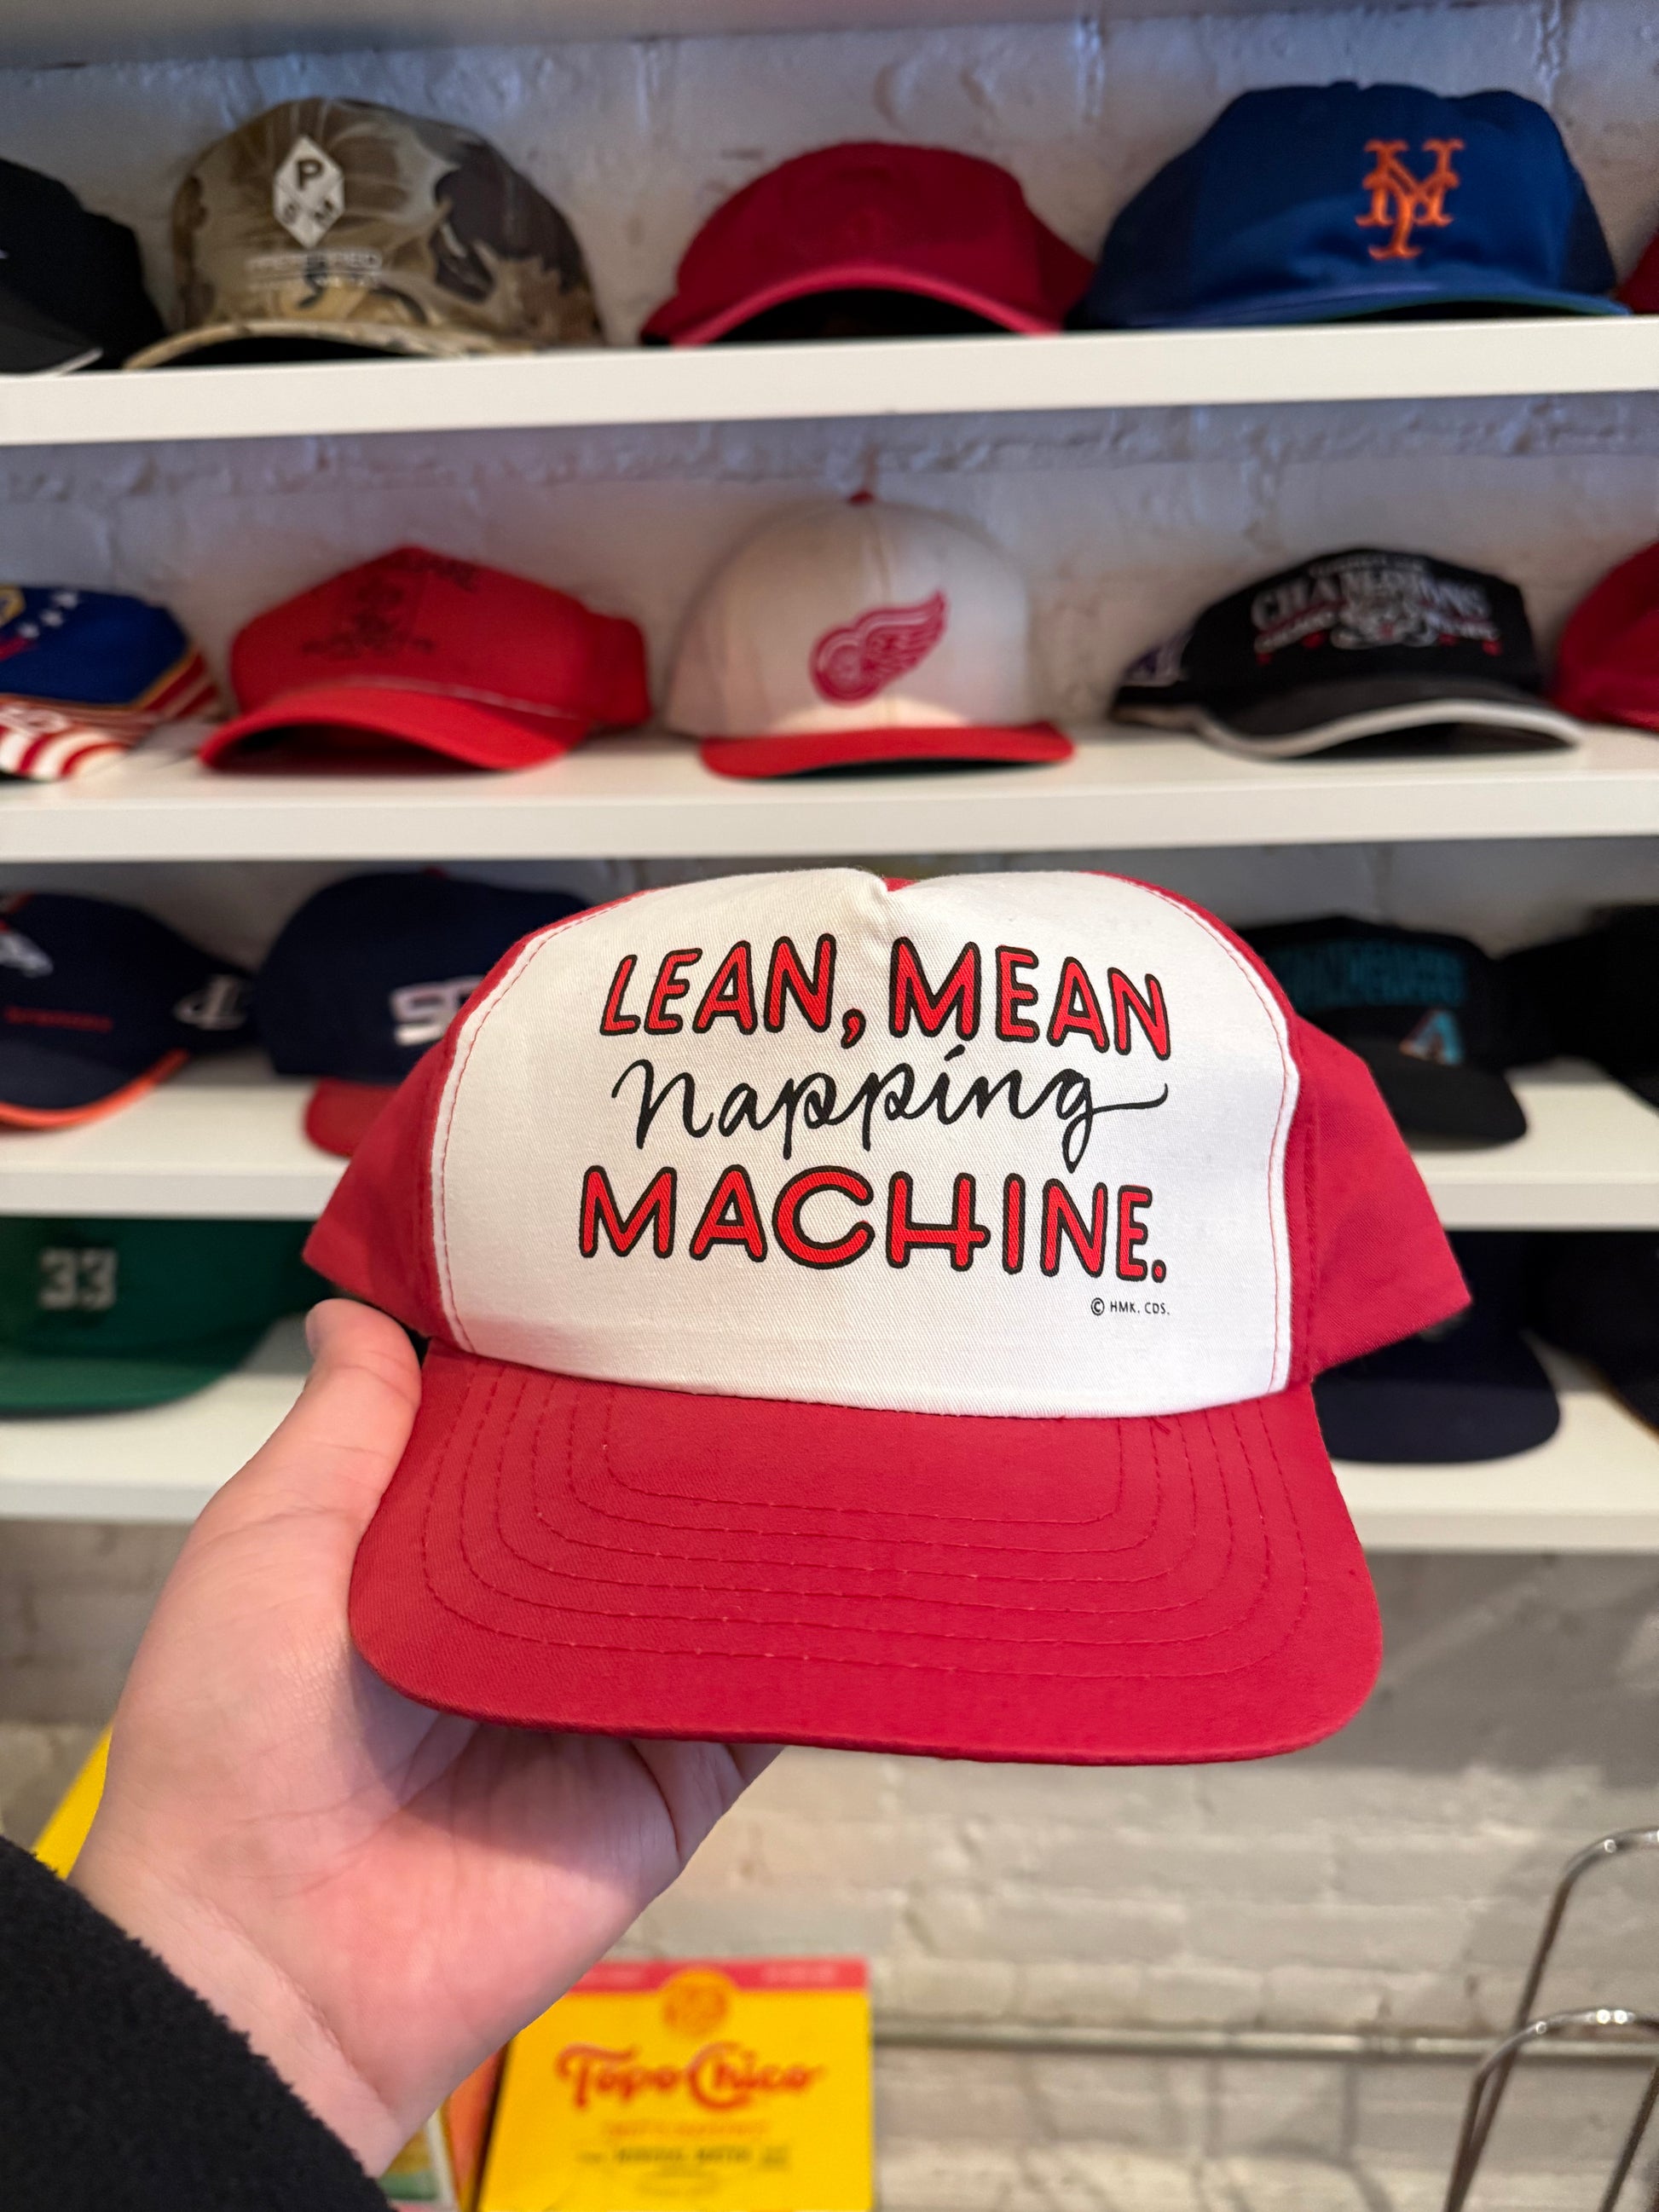 P
S M
NY
CHAMPIONS
LEAN, MEAN
napping
MACHINE.
© HMK. CDS.
33
A
Topo Chico